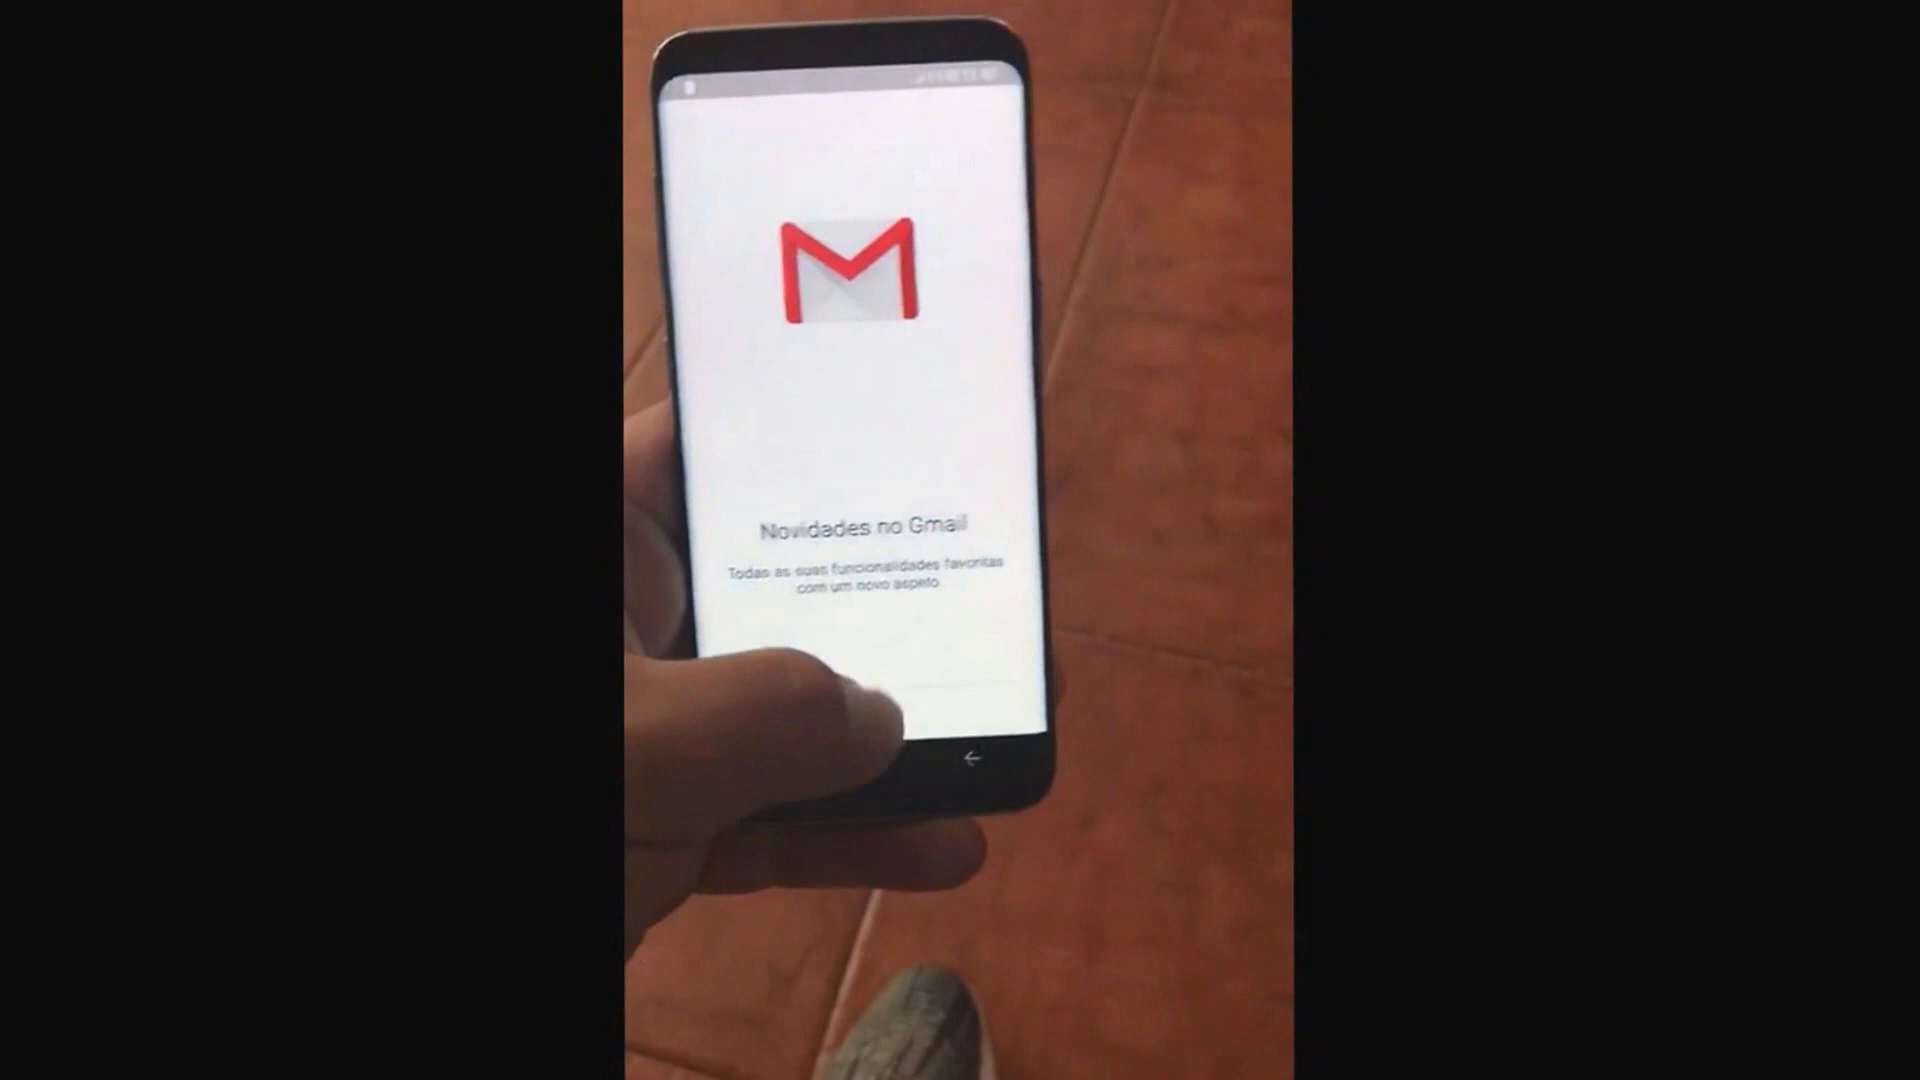 Novidades no Gmail
Todas as suas funcionalidades favoritas
com um novo aspeto